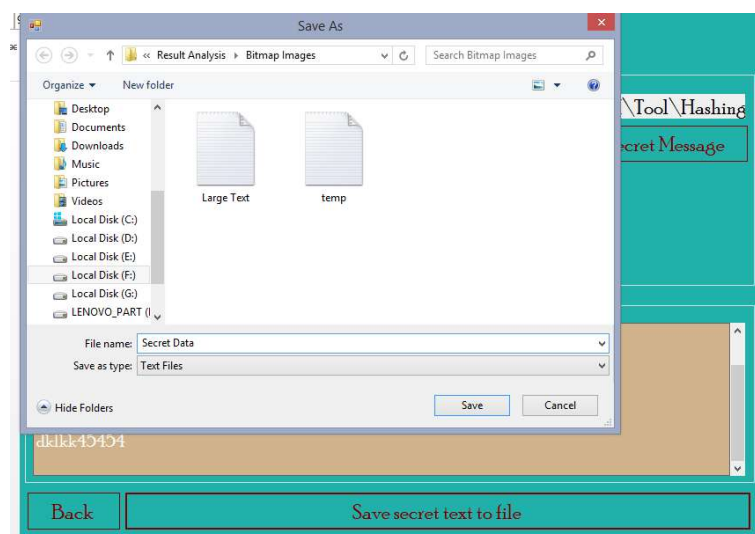 Save As
« Result Analysis Bitmap Images
Search Bitmap Images
Organize New folder
Desktop
Documents
Downloads
Music
Pictures
Videos
Local Disk (C:)
Local Disk (D:)
Local Disk (E:)
Local Disk (F:)
Local Disk (G:)
LENOVO_PART (
Large Text
temp
\Tool\Hashing
ecret Message
File name: Secret Data
Save as type: Text Files
Hide Folders
Save
Cancel
dklkk45454
Back
Save secret text to file